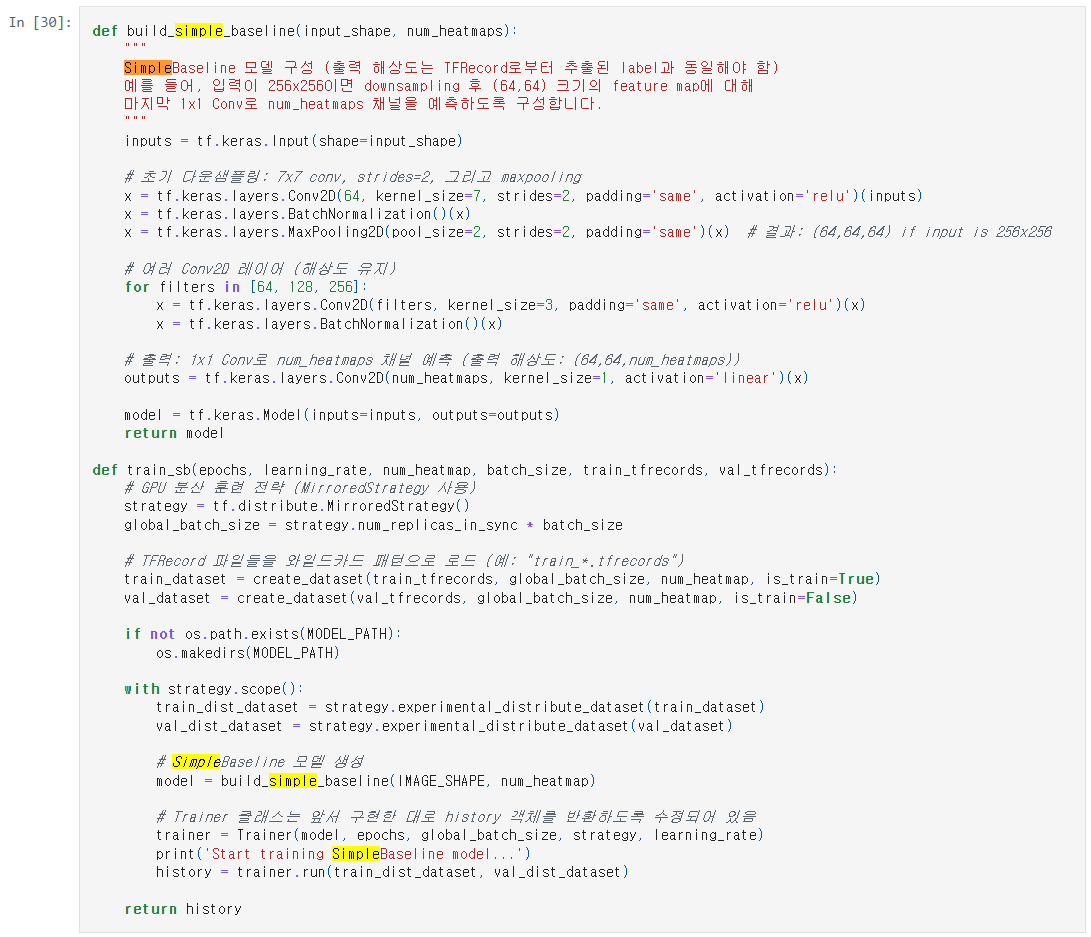 In [30]:
def build_simple_baseline(input_shape, num_heatmaps):
    """
    SimpleBaseline 모델 구성 (출력 해상도는 TFRecord로부터 추출된 label과 동일해야 함)
    예를 들어, 입력이 256x256이면 downsampling 후 (64,64) 크기의 feature map에 대해
    마지막 1x1 Conv로 num_heatmaps 채널을 예측하도록 구성합니다.
    """
    inputs = tf.keras.Input(shape=input_shape)

    # 초기 다운샘플링: 7x7 conv, strides=2, 그리고 maxpooling
    x = tf.keras.layers.Conv2D(64, kernel_size=7, strides=2, padding='same', activation='relu')(inputs)
    x = tf.keras.layers.BatchNormalization()(x)
    x = tf.keras.layers.MaxPooling2D(pool_size=2, strides=2, padding='same')(x)  # 결과: (64,64,64) if input is 256x256

    # 여러 Conv2D 레이어 (해상도 유지)
    for filters in [64, 128, 256]:
        x = tf.keras.layers.Conv2D(filters, kernel_size=3, padding='same', activation='relu')(x)
        x = tf.keras.layers.BatchNormalization()(x)

    # 출력: 1x1 Conv로 num_heatmaps 채널 예측 (출력 해상도: (64,64,num_heatmaps))
    outputs = tf.keras.layers.Conv2D(num_heatmaps, kernel_size=1, activation='linear')(x)

    model = tf.keras.Model(inputs=inputs, outputs=outputs)
    return model

def train_sb(epochs, learning_rate, num_heatmap, batch_size, train_tfrecords, val_tfrecords):
    # GPU 분산 훈련 전략 (MirroredStrategy 사용)
    strategy = tf.distribute.MirroredStrategy()
    global_batch_size = strategy.num_replicas_in_sync * batch_size

    # TFRecord 파일들을 와일드카드 패턴으로 로드 (예: "train_*.tfrecords")
    train_dataset = create_dataset(train_tfrecords, global_batch_size, num_heatmap, is_train=True)
    val_dataset = create_dataset(val_tfrecords, global_batch_size, num_heatmap, is_train=False)

    if not os.path.exists(MODEL_PATH):
        os.makedirs(MODEL_PATH)

    with strategy.scope():
        train_dist_dataset = strategy.experimental_distribute_dataset(train_dataset)
        val_dist_dataset = strategy.experimental_distribute_dataset(val_dataset)

        # SimpleBaseline 모델 생성
        model = build_simple_baseline(IMAGE_SHAPE, num_heatmap)

        # Trainer 클래스는 앞서 구현한 대로 history 객체를 반환하도록 수정되어 있음
        trainer = Trainer(model, epochs, global_batch_size, strategy, learning_rate)
        print('Start training SimpleBaseline model...')
        history = trainer.run(train_dist_dataset, val_dist_dataset)

    return history